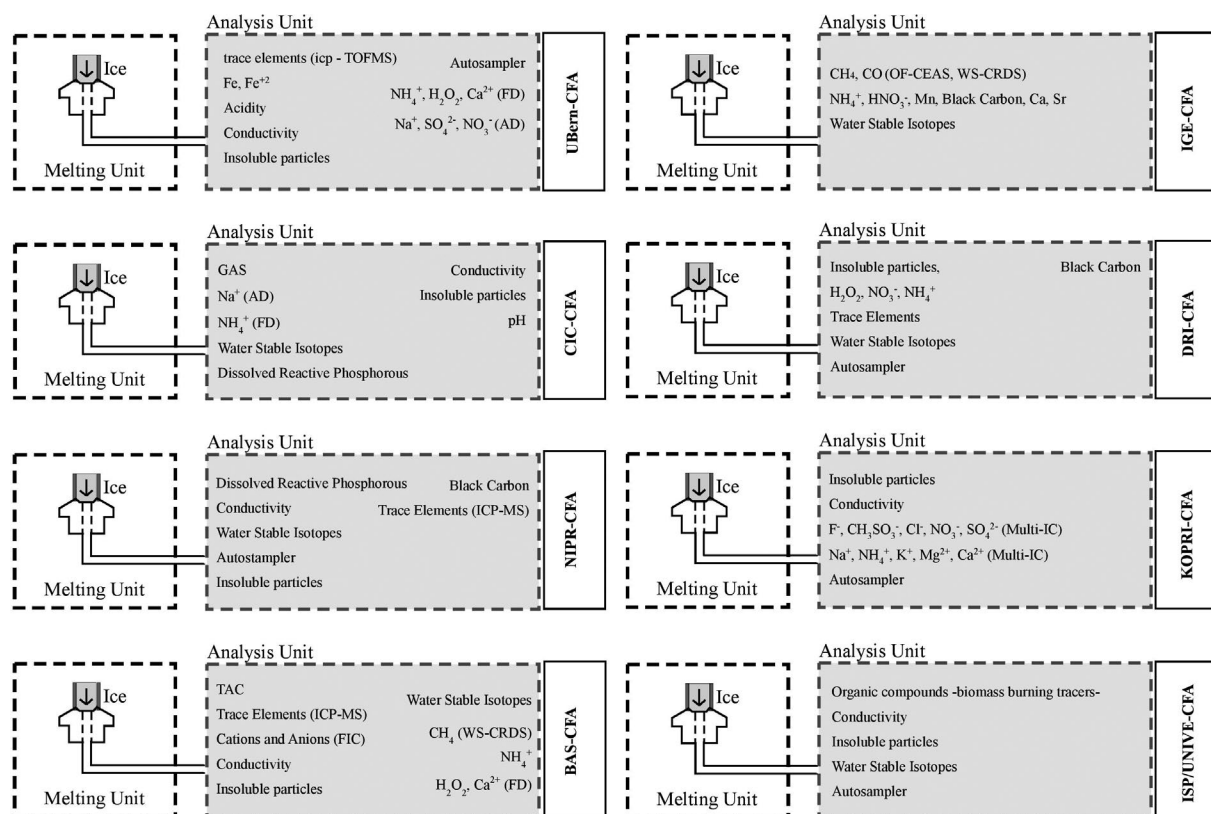 Analysis Unit
Ice
Melting Unit
trace elements (icp - TOFMS)
Fe, Fe⁺²
Acidity
Conductivity
Insoluble particles
Autosampler
NH₄⁺, H₂O₂, Ca²⁺ (FD)
Na⁺, SO₄²⁻, NO₃⁻ (AD)
UBern-CFA
Analysis Unit
Ice
Melting Unit
CH₄, CO (OF-CEAS, WS-CRDS)
NH₄⁺, HNO₃⁻, Mn, Black Carbon, Ca, Sr
Water Stable Isotopes
IGE-CFA
Analysis Unit
Ice
Melting Unit
GAS
Na⁺ (AD)
NH₄⁺ (FD)
Water Stable Isotopes
Dissolved Reactive Phosphorous
Conductivity
Insoluble particles
pH
CIC-CFA
Analysis Unit
Ice
Melting Unit
Insoluble particles,
H₂O₂, NO₃⁻, NH₄⁺
Trace Elements
Water Stable Isotopes
Autosampler
Black Carbon
DRI-CFA
Analysis Unit
Ice
Melting Unit
Dissolved Reactive Phosphorous
Conductivity
Water Stable Isotopes
Autostampler
Insoluble particles
Black Carbon
Trace Elements (ICP-MS)
NIPR-CFA
Analysis Unit
Ice
Melting Unit
Insoluble particles
Conductivity
F⁻, CH₃SO₃⁻, Cl⁻, NO₃⁻, SO₄²⁻ (Multi-IC)
Na⁺, NH₄⁺, K⁺, Mg²⁺, Ca²⁺ (Multi-IC)
Autosampler
KOPRI-CFA
Analysis Unit
Ice
Melting Unit
TAC
Trace Elements (ICP-MS)
Cations and Anions (FIC)
Conductivity
Insoluble particles
Water Stable Isotopes
CH₄ (WS-CRDS)
NH₄⁺
H₂O₂, Ca²⁺ (FD)
BAS-CFA
Analysis Unit
Ice
Melting Unit
Organic compounds -biomass burning tracers-
Conductivity
Insoluble particles
Water Stable Isotopes
Autosampler
ISP/UNIVE-CFA